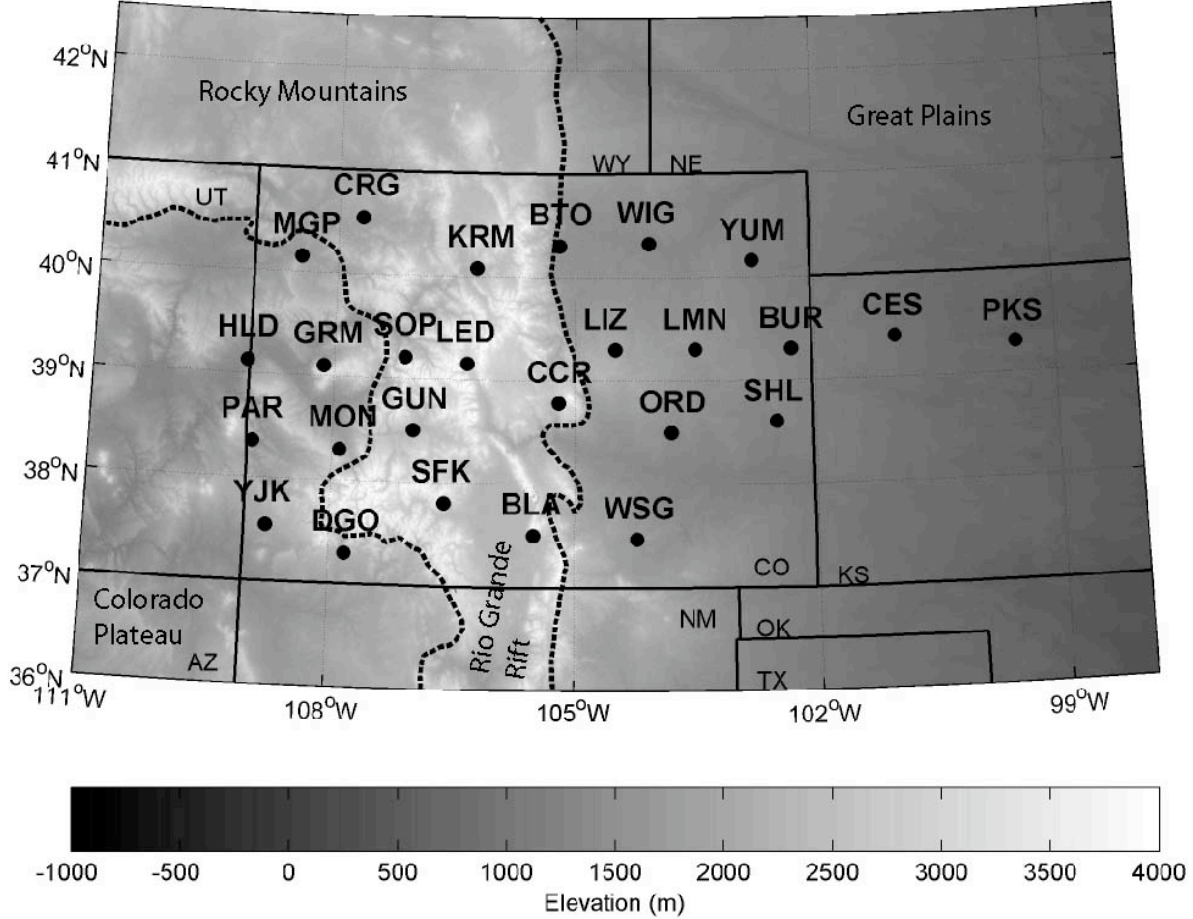 42°N
Rocky Mountains
Great Plains
41°N
WY
NE
CRG
UT
MGP
BTO
WIG
KRM
YUM
40°N
HLD
GRM
SOP
LED
LIZ
LMN
BUR
CES
PKS
39°N
CCR
PAR
MON
GUN
ORD
SHL
38°N
SFK
YJK
DGO
BLA
WSG
37°N
CO
KS
Colorado
Plateau
Rio Grande
Rift
NM
OK
AZ
TX
36°N
111°W
108°W
105°W
102°W
99°W
-1000
-500
0
500
1000
1500
2000
2500
3000
3500
4000
Elevation (m)